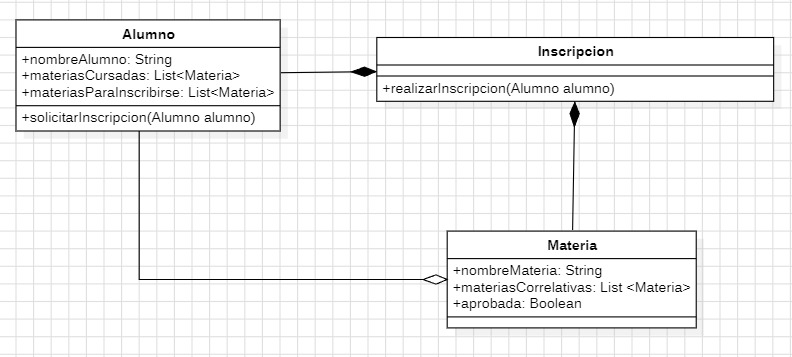 Alumno
+nombreAlumno: String
+materiasCursadas: List<Materia>
+materiasParaInscribirse: List<Materia>
+solicitarInscripcion(Alumno alumno)
Inscripcion
+realizarInscripcion(Alumno alumno)
Materia
+nombreMateria: String
+materiasCorrelativas: List <Materia>
+aprobada: Boolean